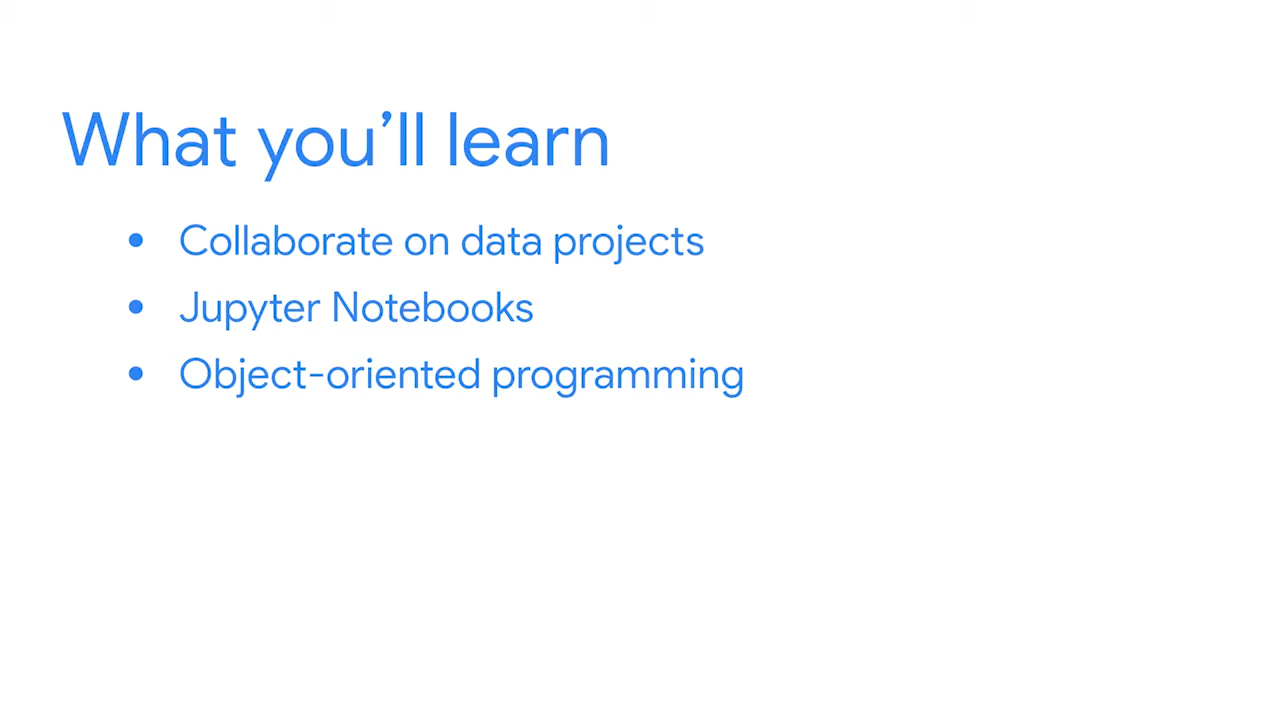 What you’ll learn
• Collaborate on data projects
• Jupyter Notebooks
• Object-oriented programming